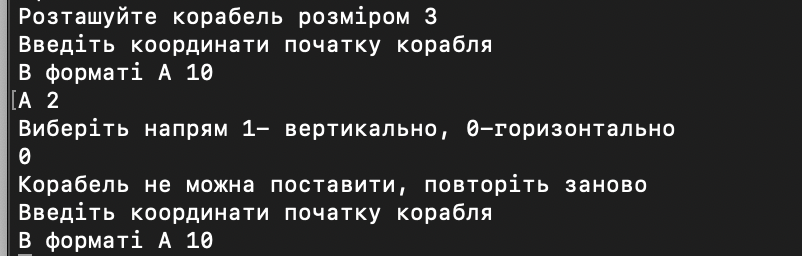 Розташуйте корабель розміром 3
Введіть координати початку корабля
В форматі А 10
[А 2
Виберіть напрям 1- вертикально, 0-горизонтально
0
Корабель не можна поставити, повторіть заново
Введіть координати початку корабля
В форматі А 10